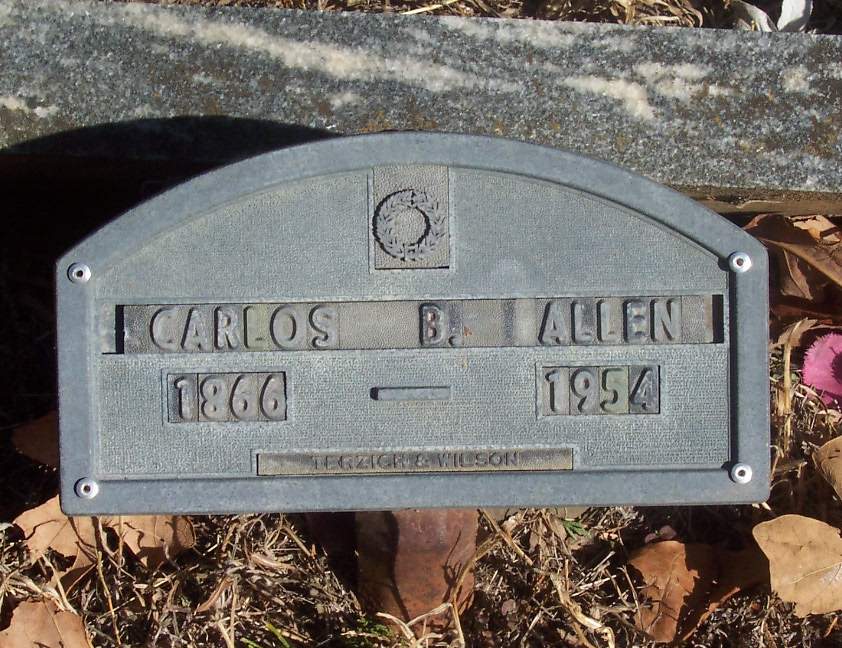 CARLOS B. ALLEN
1866 — 1954
TERZICH & WILSON